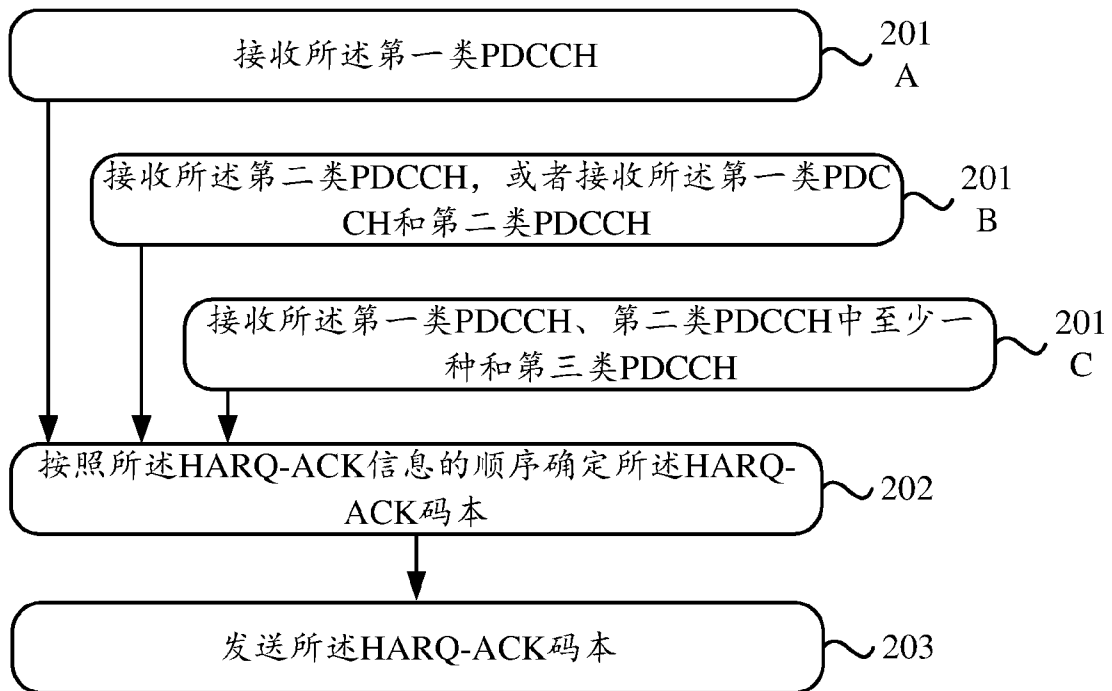 接收所述第一类PDCCH
201
A
接收所述第二类PDCCH，或者接收所述第一类PDC
CH和第二类PDCCH
201
B
接收所述第一类PDCCH、第二类PDCCH中至少一
种和第三类PDCCH
201
C
按照所述HARQ-ACK信息的顺序确定所述HARQ-
ACK码本
202
发送所述HARQ-ACK码本
203